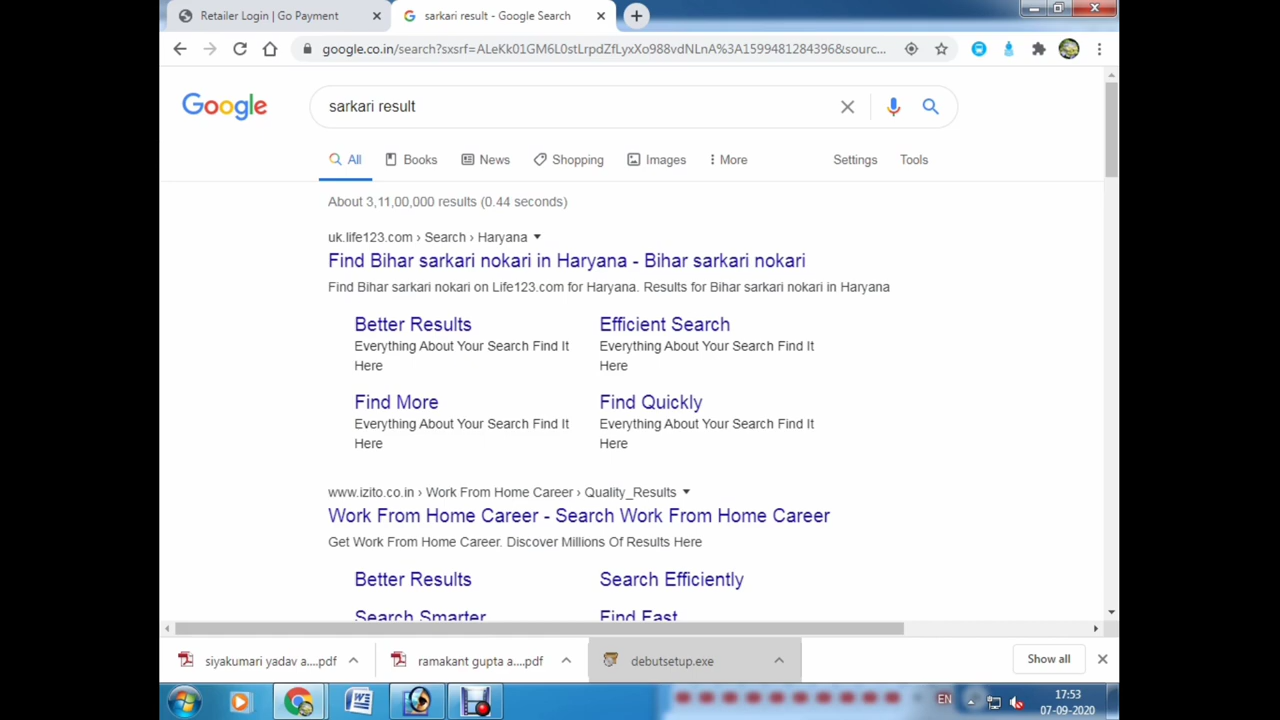 Retailer Login | Go Payment
sarkari result - Google Search
google.co.in/search?sxsrf=ALeKk01GM6L0stLrpdZfLyxXo988vdNLnA%3A1599481284396&sourc...
Google
sarkari result
All Books News Shopping Images More Settings Tools
About 3,11,00,000 results (0.44 seconds)
uk.life123.com › Search › Haryana
Find Bihar sarkari nokari in Haryana - Bihar sarkari nokari
Find Bihar sarkari nokari on Life123.com for Haryana. Results for Bihar sarkari nokari in Haryana
Better Results
Everything About Your Search Find It
Here
Efficient Search
Everything About Your Search Find It
Here
Find More
Everything About Your Search Find It
Here
Find Quickly
Everything About Your Search Find It
Here
www.izito.co.in › Work From Home Career › Quality_Results
Work From Home Career - Search Work From Home Career
Get Work From Home Career. Discover Millions Of Results Here
Better Results
Search Efficiently
Search Smarter
Find Fast
siyakumari yadav a....pdf
ramakant gupta a....pdf
debutsetup.exe
Show all
EN
17:53
07-09-2020